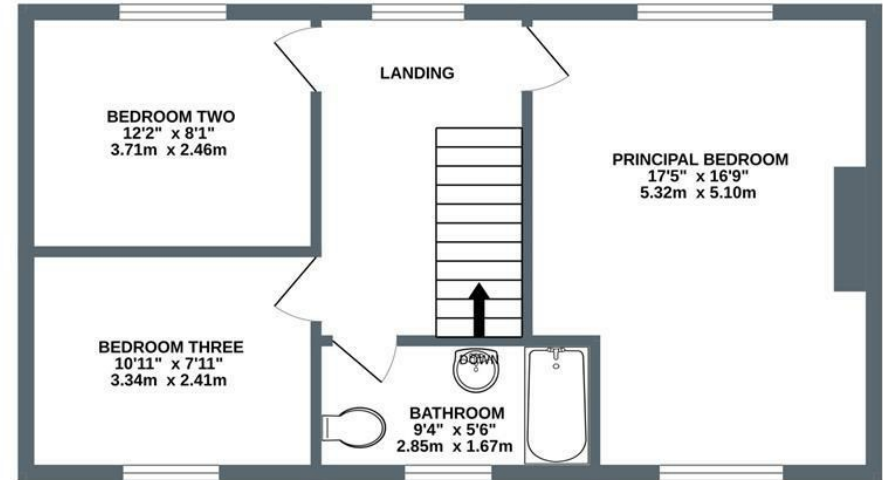 BEDROOM TWO
12'2" x 8'1"
3.71m x 2.46m
LANDING
PRINCIPAL BEDROOM
17'5" x 16'9"
5.32m x 5.10m
BEDROOM THREE
10'11" x 7'11"
3.34m x 2.41m
DOWN
BATHROOM
9'4" x 5'6"
2.85m x 1.67m